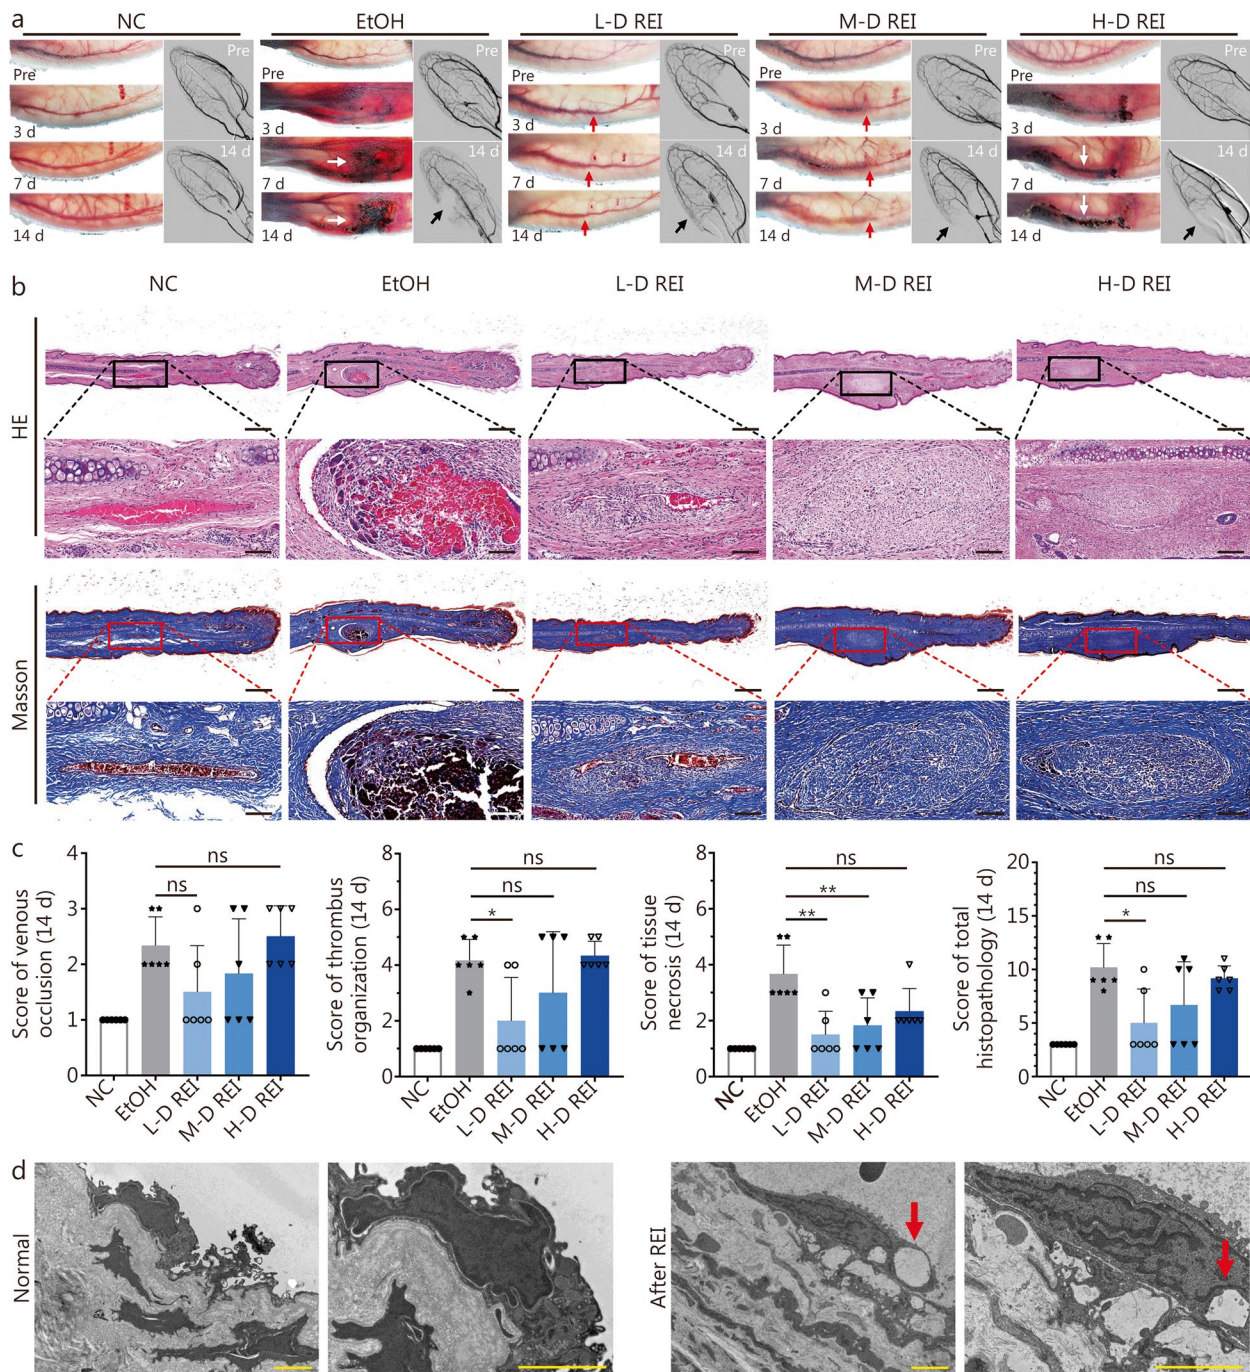 a
NC
EtOH
L-D REI
M-D REI
H-D REI
Pre
Pre
3 d
14 d
7 d
14 d
Pre
Pre
3 d
14 d
7 d
14 d
Pre
Pre
3 d
14 d
7 d
14 d
Pre
Pre
3 d
14 d
7 d
14 d
Pre
Pre
3 d
14 d
7 d
14 d
b
NC
EtOH
L-D REI
M-D REI
H-D REI
HE
Masson
c
Score of venous
occlusion (14 d)
4
3
2
1
0
ns
ns
NC
EtOH
L-D REI
M-D REI
H-D REI
Score of thrombus
organization (14 d)
8
6
4
2
0
ns
ns
*
NC
EtOH
L-D REI
M-D REI
H-D REI
Score of tissue
necrosis (14 d)
8
6
4
2
0
ns
**
**
NC
EtOH
L-D REI
M-D REI
H-D REI
Score of total
histopathology (14 d)
20
15
10
5
0
ns
ns
*
NC
EtOH
L-D REI
M-D REI
H-D REI
d
Normal
After REI